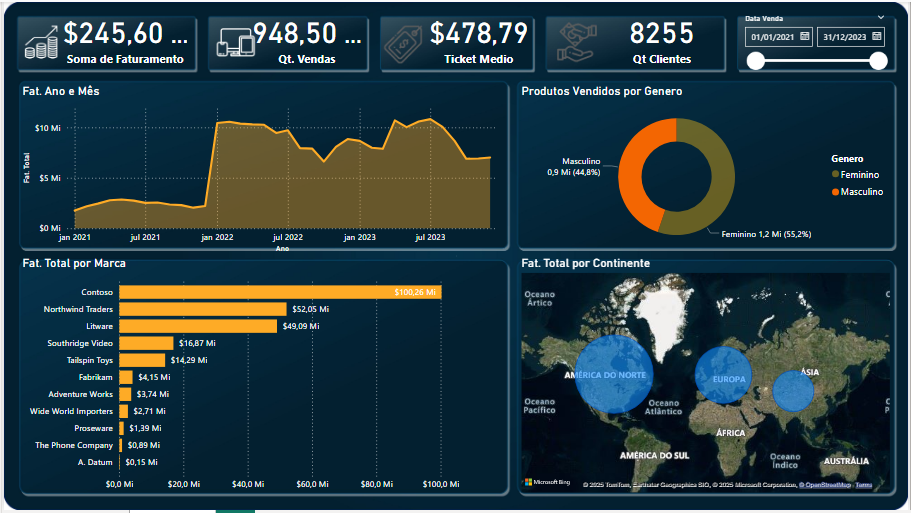 $245,60 ...
Soma de Faturamento
948,50 ...
Qt. Vendas
$478,79
Ticket Medio
8255
Qt Clientes
Data Venda
01/01/2021
31/12/2023
Fat. Ano e Mês
Fat. Total
$10 Mi
$5 Mi
$0 Mi
jan 2021
jul 2021
jan 2022
jul 2022
jan 2023
jul 2023
Ano
Produtos Vendidos por Genero
Masculino
0,9 Mi (44,8%)
Feminino 1,2 Mi (55,2%)
Genero
Feminino
Masculino
Fat. Total por Marca
Contoso $100,26 Mi
Northwind Traders $52,05 Mi
Litware $49,09 Mi
Southridge Video $16,87 Mi
Tailspin Toys $14,29 Mi
Fabrikam $4,15 Mi
Adventure Works $3,74 Mi
Wide World Importers $2,71 Mi
Proseware $1,39 Mi
The Phone Company $0,89 Mi
A. Datum $0,15 Mi
$0,0 Mi
$20,0 Mi
$40,0 Mi
$60,0 Mi
$80,0 Mi
$100,0 Mi
Fat. Total por Continente
Oceano
Ártico
Oceano
Ártico
AMÉRICA DO NORTE
EUROPA
ÁSIA
Oceano
Pacífico
Oceano
Atlântico
Oceano
Pacífico
ÁFRICA
AMÉRICA DO SUL
Oceano
Índico
AUSTRÁLIA
Microsoft Bing
© 2025 TomTom, Earthstar Geographics SIO, © 2025 Microsoft Corporation, © OpenStreetMap Terms